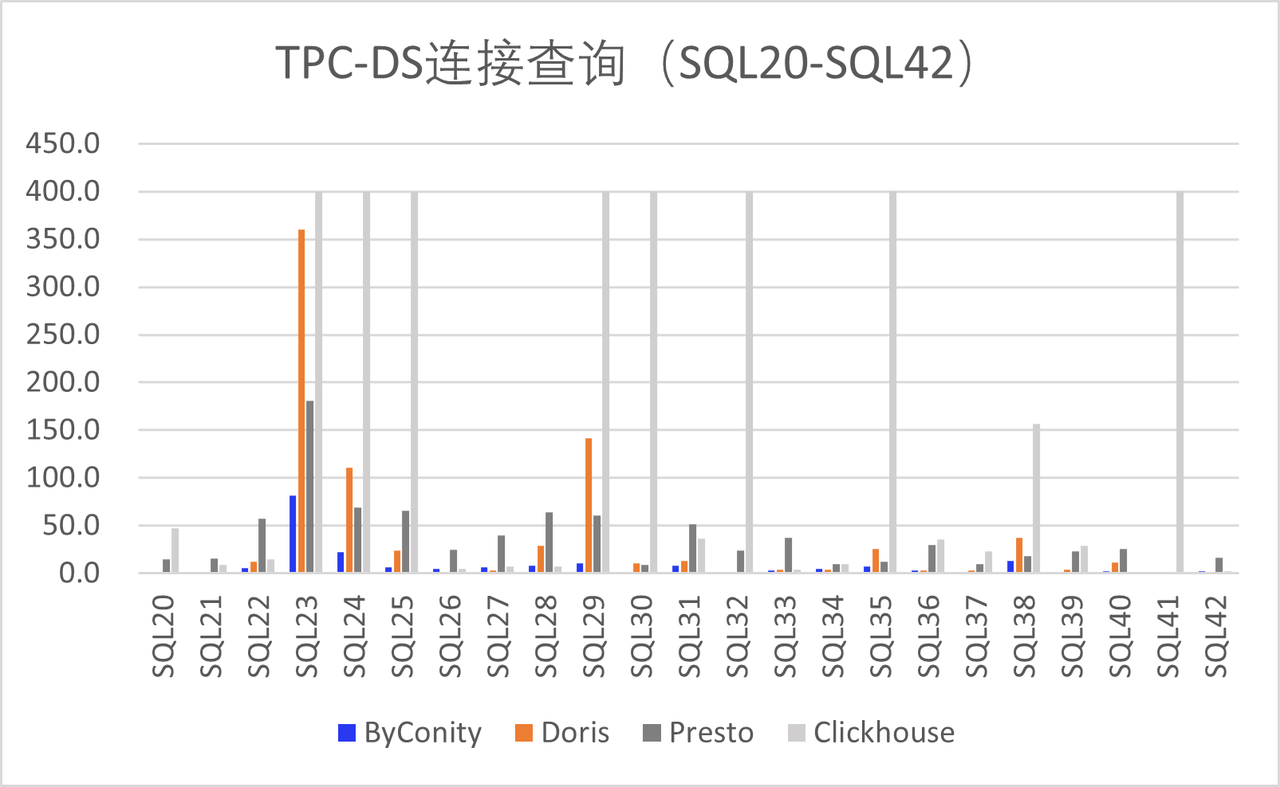 TPC-DS连接查询（SQL20-SQL42）
450.0
400.0
350.0
300.0
250.0
200.0
150.0
100.0
50.0
0.0
SQL20
SQL21
SQL22
SQL23
SQL24
SQL25
SQL26
SQL27
SQL28
SQL29
SQL30
SQL31
SQL32
SQL33
SQL34
SQL35
SQL36
SQL37
SQL38
SQL39
SQL40
SQL41
SQL42
ByConity Doris Presto Clickhouse